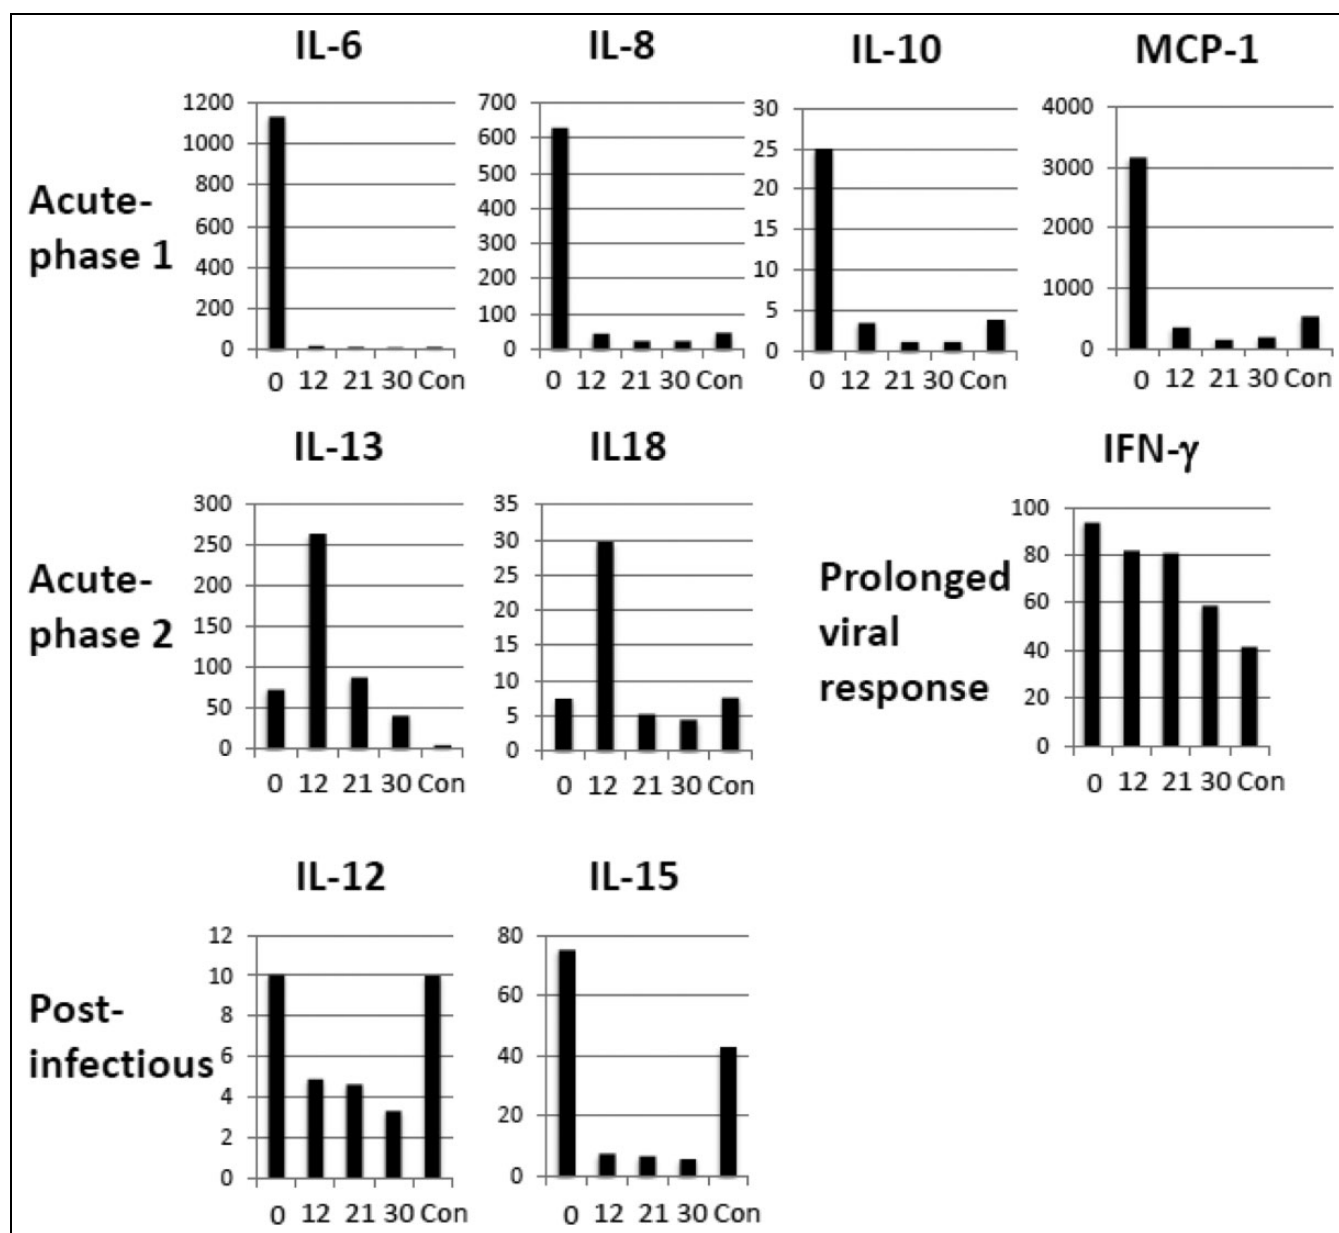 IL-6
IL-8
IL-10
MCP-1
Acute-
phase 1
1200
1000
800
600
400
200
0
0 12 21 30 Con
700
600
500
400
300
200
100
0
0 12 21 30 Con
30
25
20
15
10
5
0
0 12 21 30 Con
4000
3000
2000
1000
0
0 12 21 30 Con
IL-13
IL18
IFN-γ
Acute-
phase 2
300
250
200
150
100
50
0
0 12 21 30 Con
35
30
25
20
15
10
5
0
0 12 21 30 Con
Prolonged
viral
response
100
80
60
40
20
0
0 12 21 30 Con
IL-12
IL-15
Post-
infectious
12
10
8
6
4
2
0
0 12 21 30 Con
80
60
40
20
0
0 12 21 30 Con